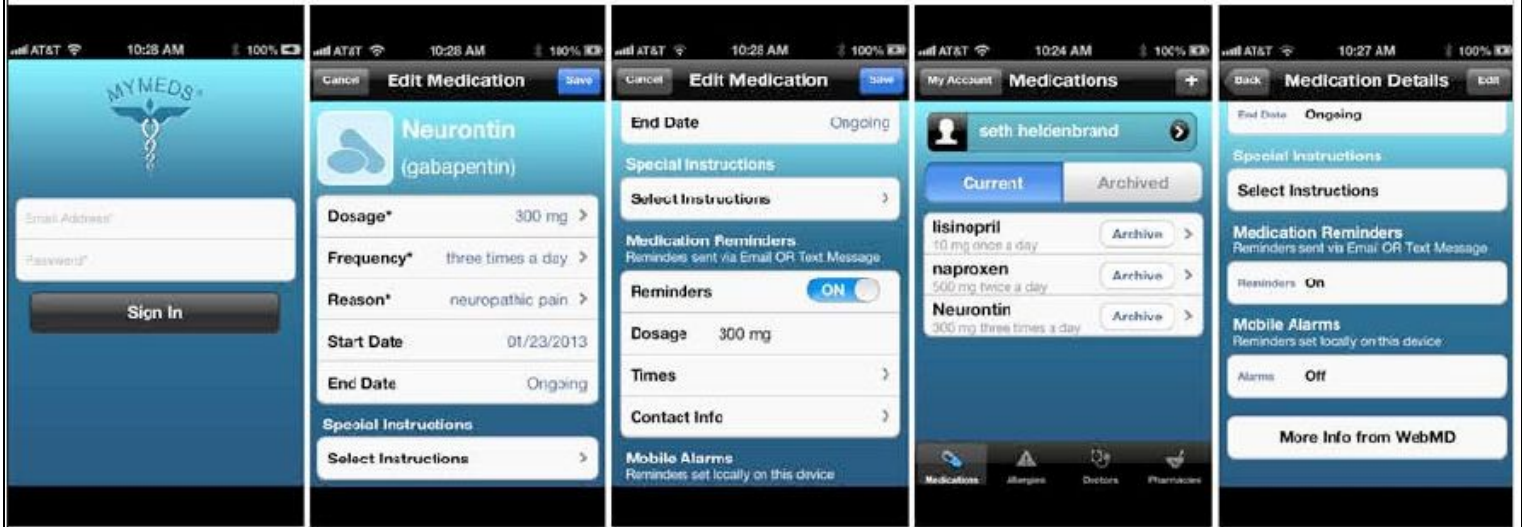 AT&T 10:28 AM 100%
MYMEDS
Email Address*
Password*
Sign In
AT&T 10:28 AM 100%
Cancel Edit Medication Save
Neurontin
(gabapentin)
Dosage* 300 mg
Frequency* three times a day
Reason* neuropathic pain
Start Date 01/23/2013
End Date Ongoing
Special Instructions
Select Instructions
AT&T 10:28 AM 100%
Cancel Edit Medication Save
End Date Ongoing
Special Instructions
Select Instructions
Medication Reminders
Reminders sent via Email OR Text Message
Reminders ON
Dosage 300 mg
Times
Contact Info
Mobile Alarms
Reminders set locally on this device
AT&T 10:24 AM 100%
My Account Medications +
seth heldenbrand
Current Archived
lisinopril
10 mg once a day
Archive
naproxen
500 mg twice a day
Archive
Neurontin
300 mg three times a day
Archive
Medications Allergies Doctors Pharmacies
AT&T 10:27 AM 100%
Back Medication Details Edit
End Date Ongoing
Special Instructions
Select Instructions
Medication Reminders
Reminders sent via Email OR Text Message
Reminders On
Mobile Alarms
Reminders set locally on this device
Alarms Off
More Info from WebMD